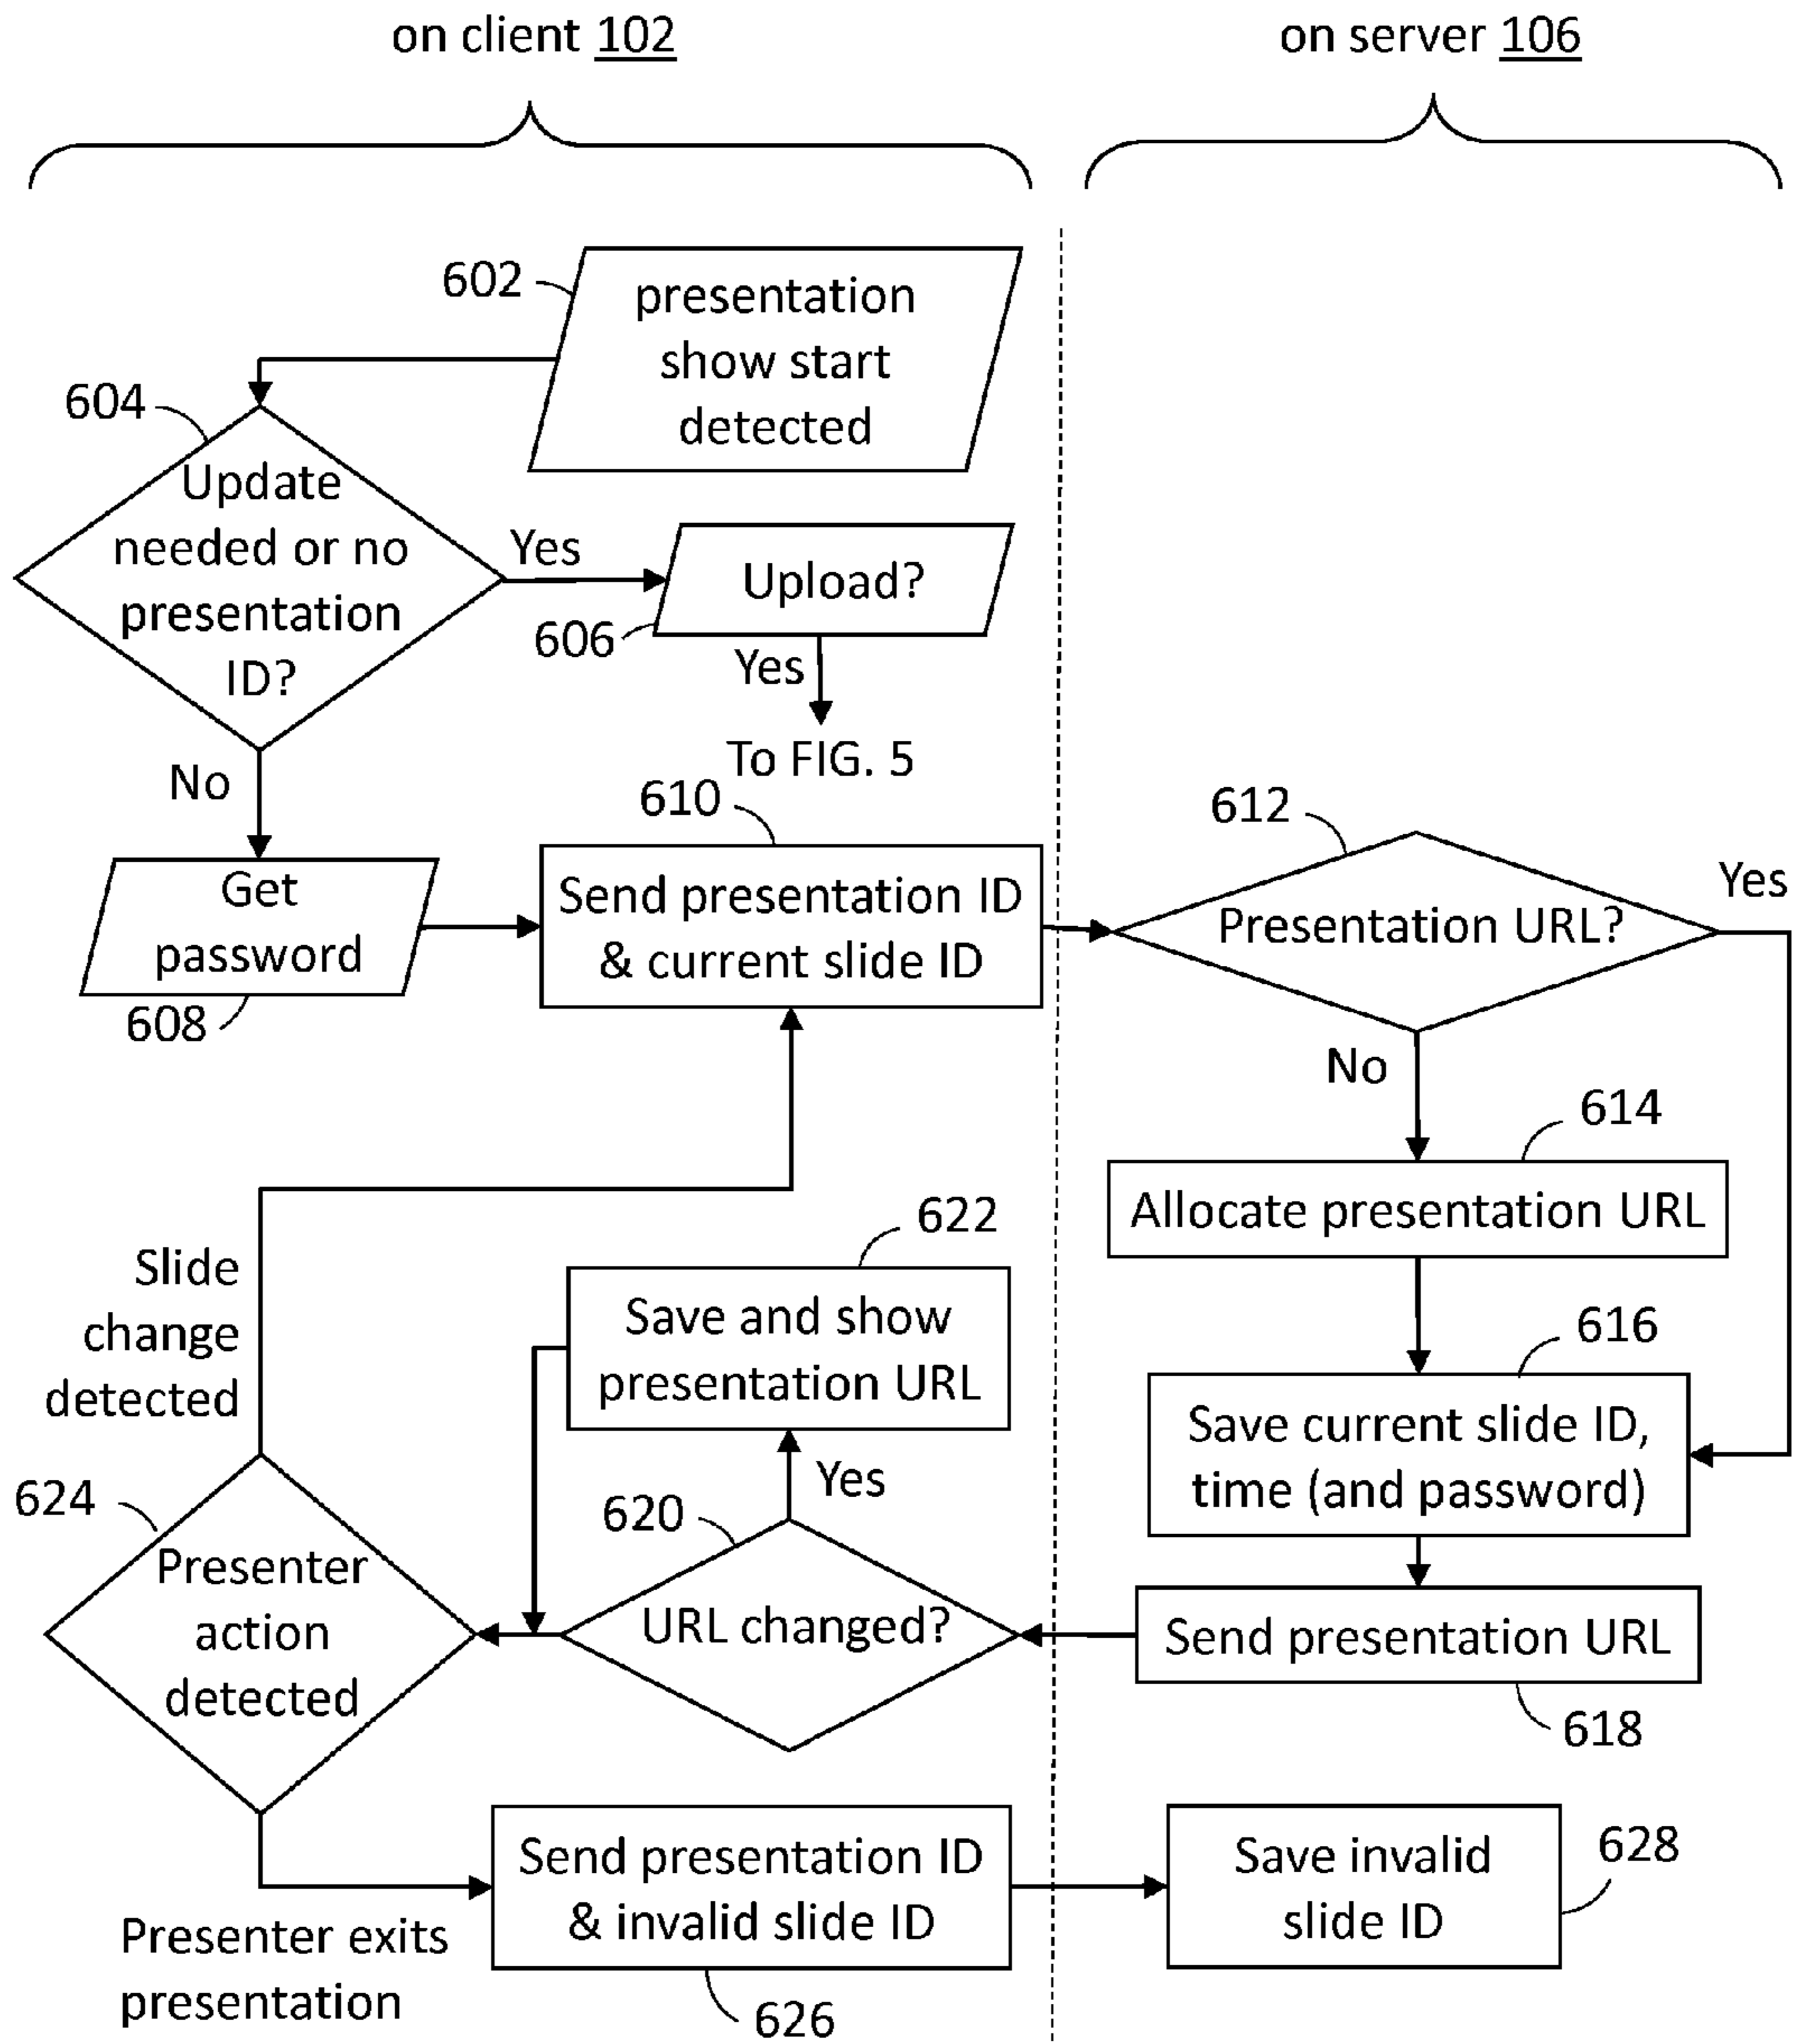 on client 102
on server 106
602
presentation
show start
detected
604
Update
needed or no
presentation
ID?
Yes
Upload?
606
Yes
To FIG. 5
No
610
612
Yes
Get
password
608
Send presentation ID
& current slide ID
Presentation URL?
No
614
Allocate presentation URL
622
Slide
change
detected
Save and show
presentation URL
616
Save current slide ID,
time (and password)
Yes
624
620
Presenter
action
detected
URL changed?
Send presentation URL
618
Send presentation ID
& invalid slide ID
Save invalid
slide ID
628
Presenter exits
presentation
626